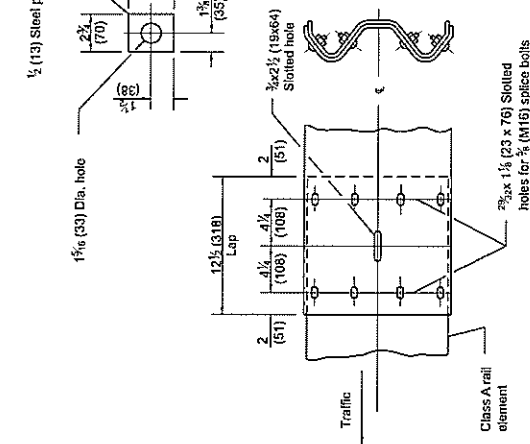 ½ (13) Steel p
2¾
(70)
1⅜
(35)
1½
(38)
1⁵⁄₁₆ (33) Dia. hole
¾x2½ (19x64)
Slotted hole
℄
²⁹⁄₃₂x 1⅛ (23 x 76) Slotted
holes for ⅝ (M16) splice bolts
2
(51)
12½ (318)
Lap
4¼
(108)
4¼
(108)
2
(51)
Traffic
Class A rail
element